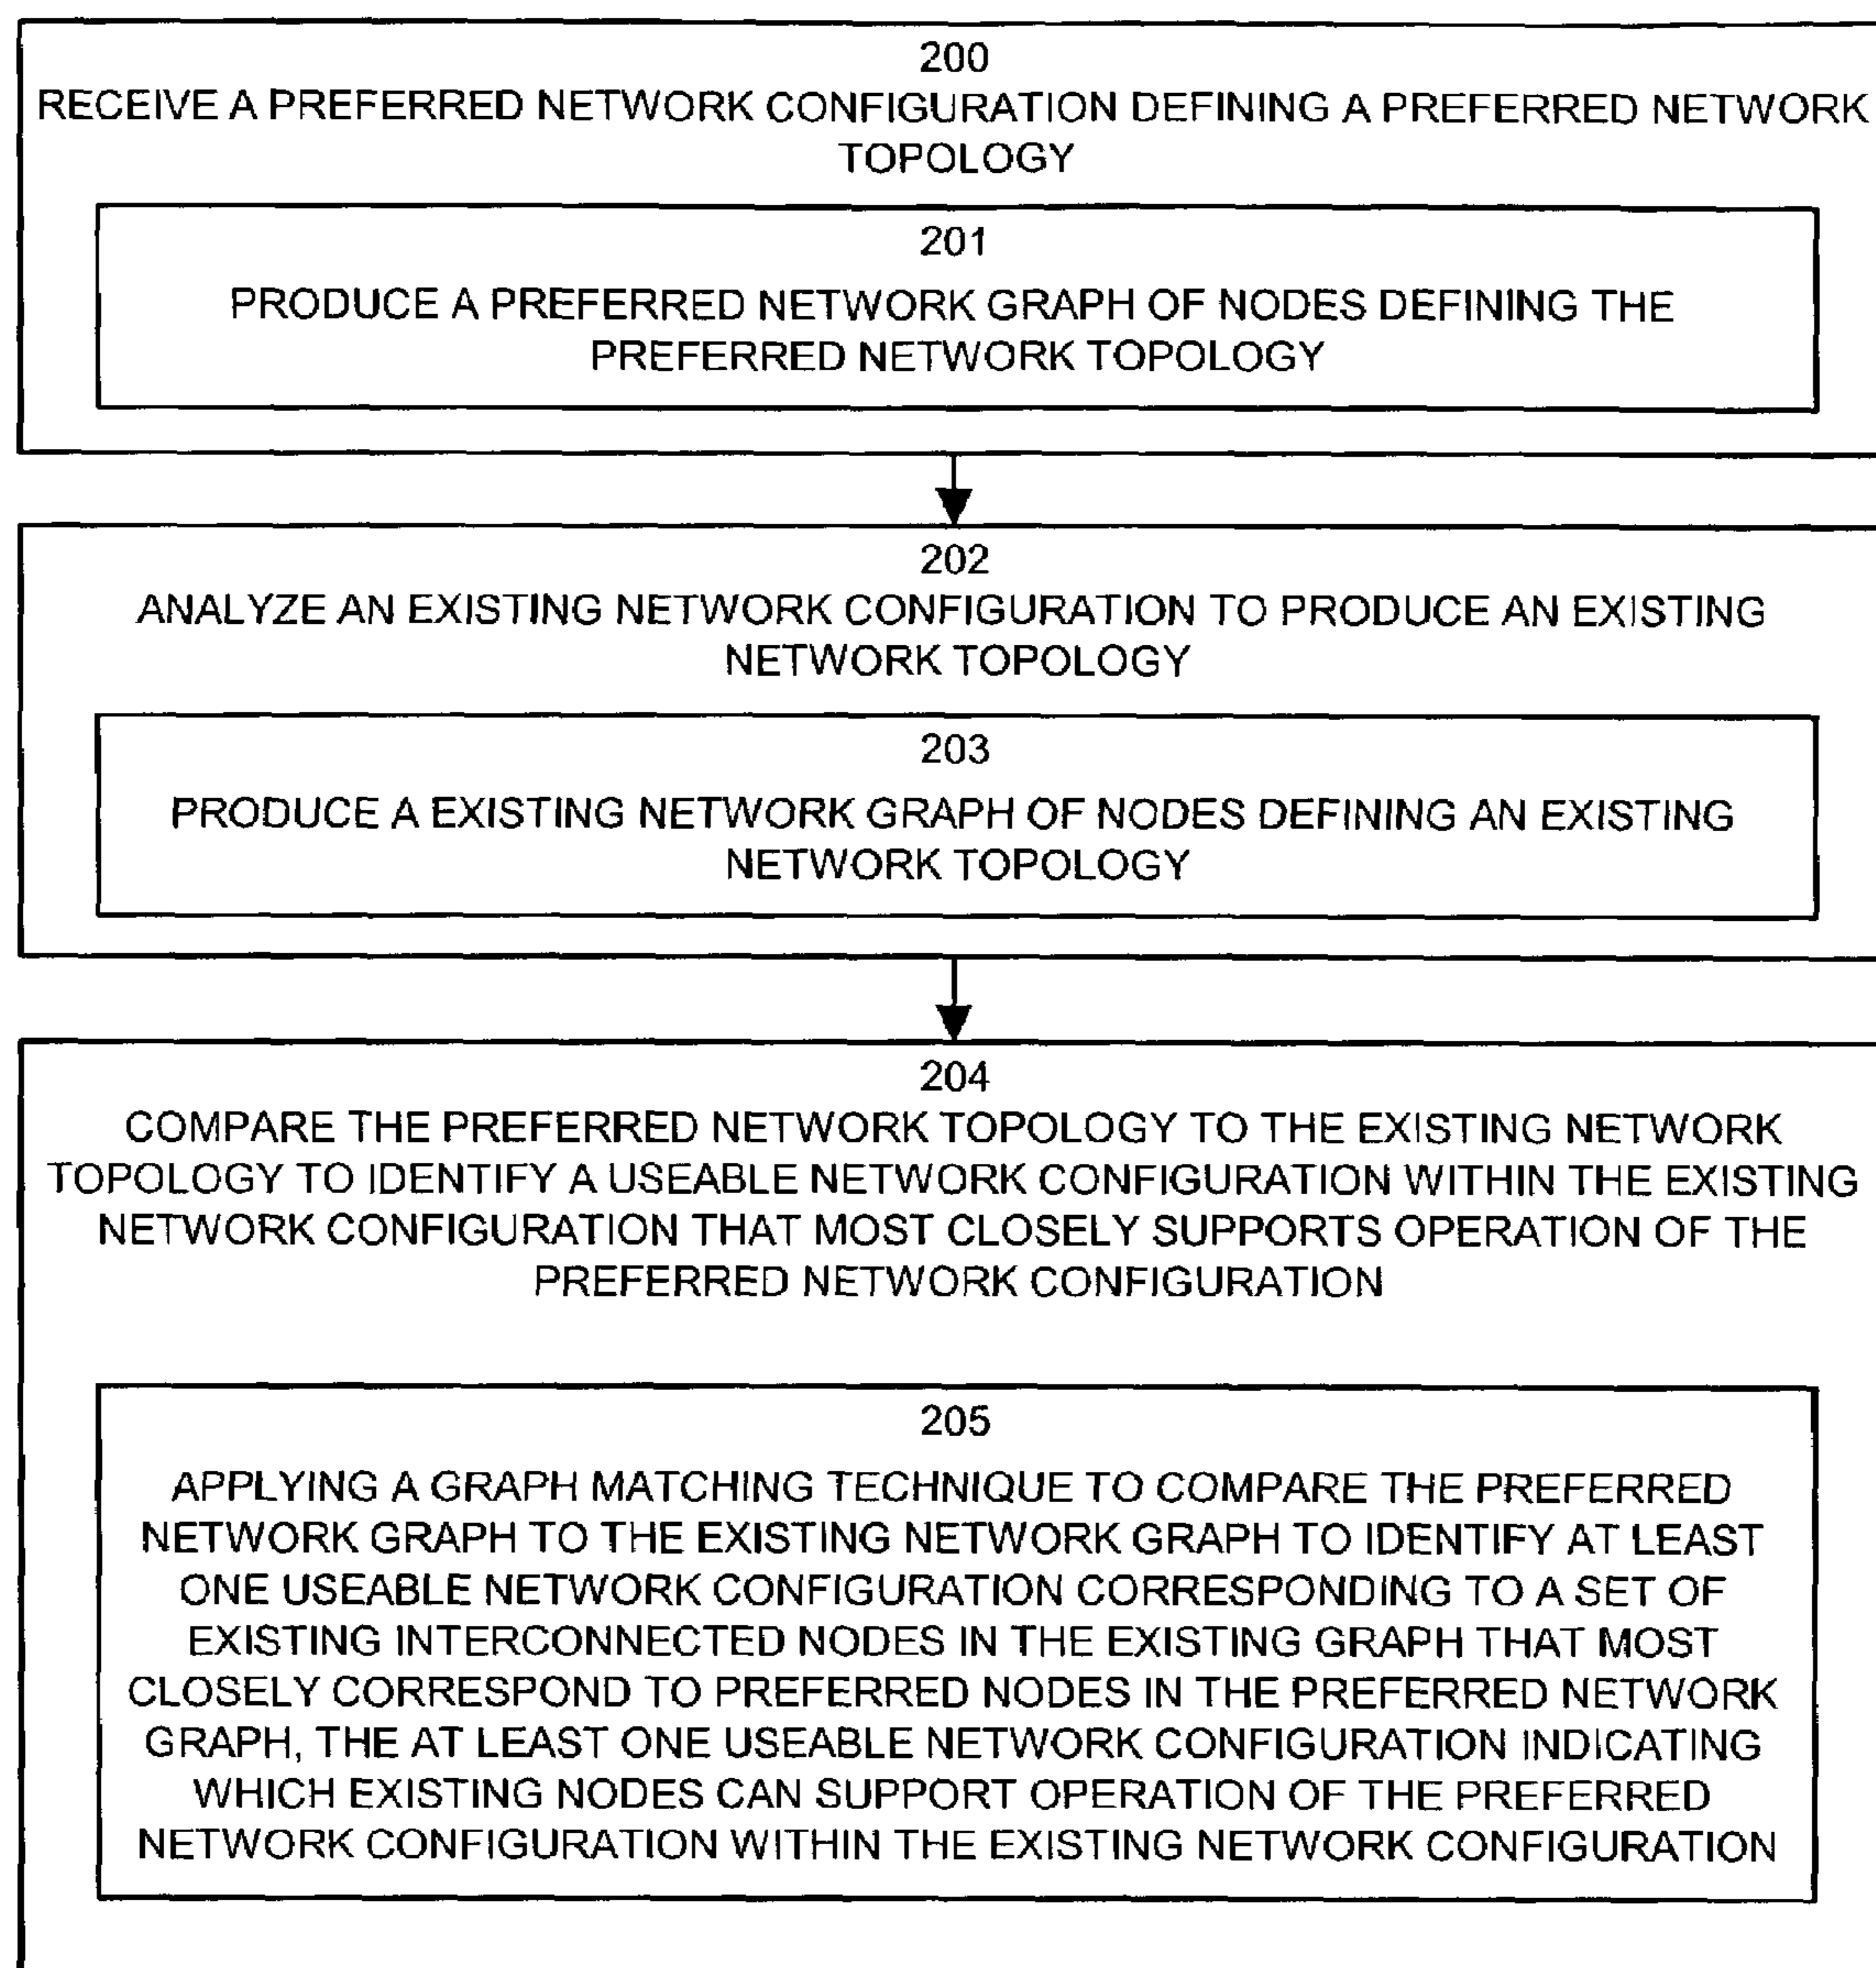 200
RECEIVE A PREFERRED NETWORK CONFIGURATION DEFINING A PREFERRED NETWORK
TOPOLOGY
201
PRODUCE A PREFERRED NETWORK GRAPH OF NODES DEFINING THE
PREFERRED NETWORK TOPOLOGY
202
ANALYZE AN EXISTING NETWORK CONFIGURATION TO PRODUCE AN EXISTING
NETWORK TOPOLOGY
203
PRODUCE A EXISTING NETWORK GRAPH OF NODES DEFINING AN EXISTING
NETWORK TOPOLOGY
204
COMPARE THE PREFERRED NETWORK TOPOLOGY TO THE EXISTING NETWORK
TOPOLOGY TO IDENTIFY A USEABLE NETWORK CONFIGURATION WITHIN THE EXISTING
NETWORK CONFIGURATION THAT MOST CLOSELY SUPPORTS OPERATION OF THE
PREFERRED NETWORK CONFIGURATION
205
APPLYING A GRAPH MATCHING TECHNIQUE TO COMPARE THE PREFERRED
NETWORK GRAPH TO THE EXISTING NETWORK GRAPH TO IDENTIFY AT LEAST
ONE USEABLE NETWORK CONFIGURATION CORRESPONDING TO A SET OF
EXISTING INTERCONNECTED NODES IN THE EXISTING GRAPH THAT MOST
CLOSELY CORRESPOND TO PREFERRED NODES IN THE PREFERRED NETWORK
GRAPH, THE AT LEAST ONE USEABLE NETWORK CONFIGURATION INDICATING
WHICH EXISTING NODES CAN SUPPORT OPERATION OF THE PREFERRED
NETWORK CONFIGURATION WITHIN THE EXISTING NETWORK CONFIGURATION